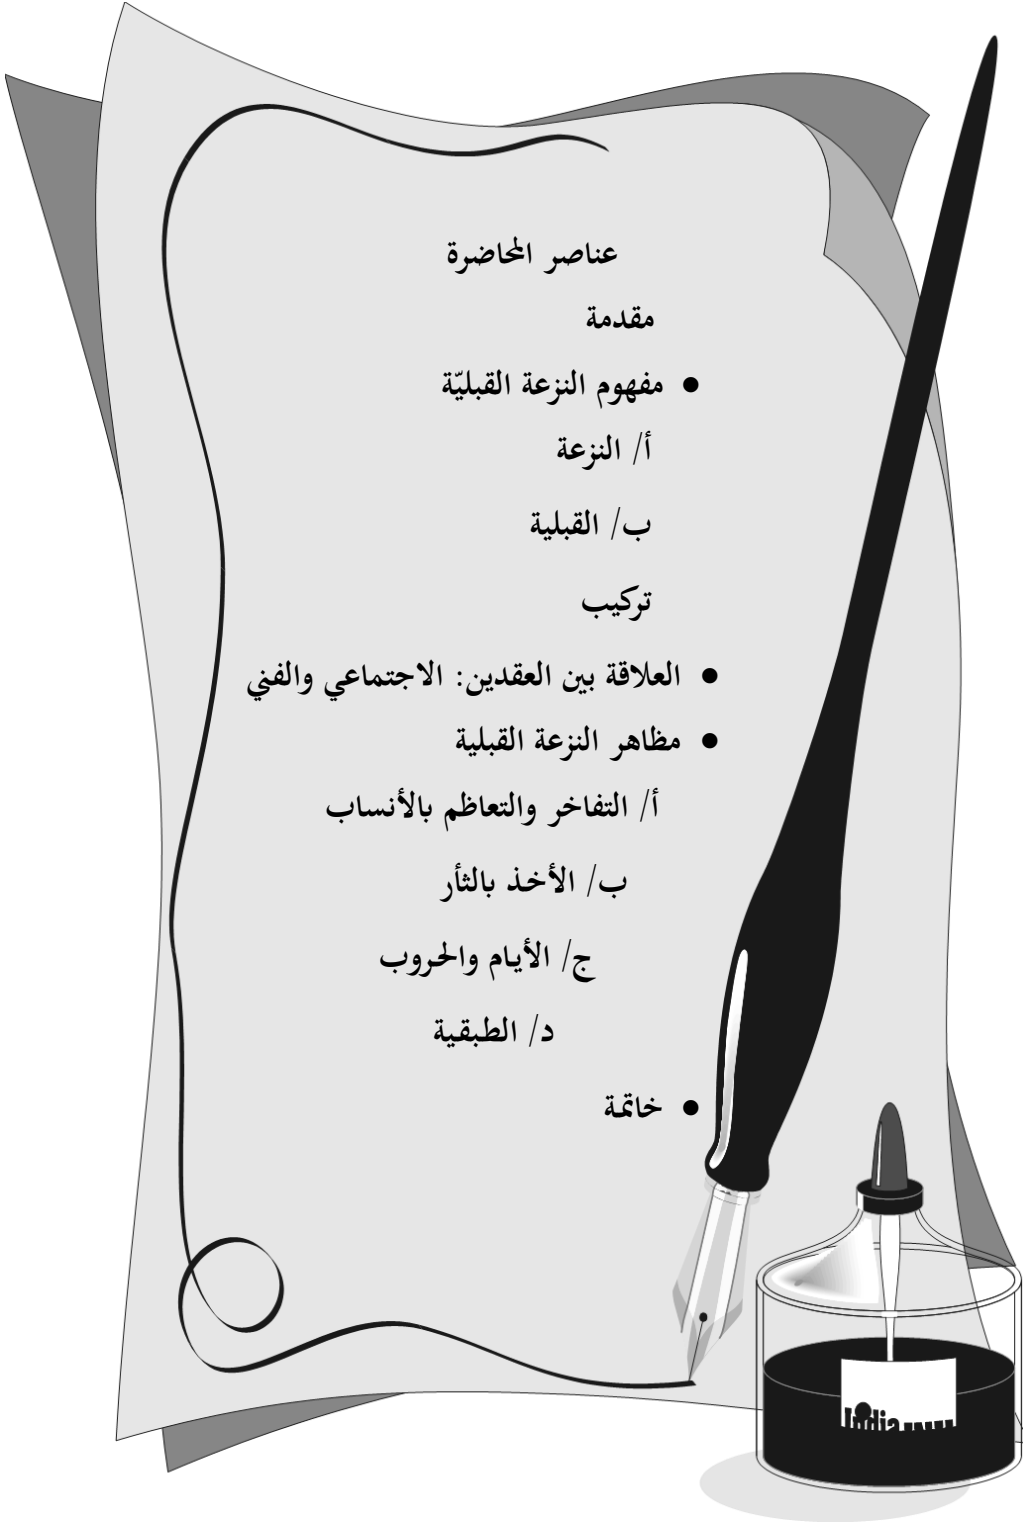 عناصر المحاضرة
مقدمة
• مفهوم النزعة القبليّة
أ/ النزعة
ب/ القبلية
تركيب
• العلاقة بين العقدين: الاجتماعي والفني
• مظاهر النزعة القبلية
أ/ التفاخر والتعاظم بالأنساب
ب/ الأخذ بالثأر
ج/ الأيام والحروب
د/ الطبقية
• خاتمة
India